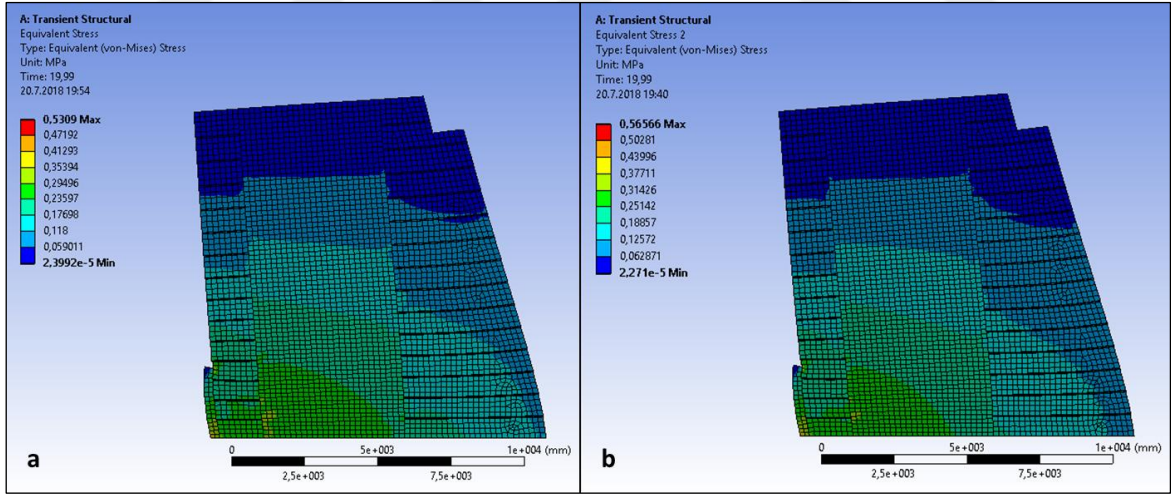 A: Transient Structural
Equivalent Stress
Type: Equivalent (von-Mises) Stress
Unit: MPa
Time: 19,99
20.7.2018 19:54
0,5309 Max
0,47192
0,41293
0,35394
0,29496
0,23597
0,17698
0,118
0,059011
2,3992e-5 Min
0 5e+003 1e+004 (mm)
2,5e+003 7,5e+003
a
A: Transient Structural
Equivalent Stress 2
Type: Equivalent (von-Mises) Stress
Unit: MPa
Time: 19,99
20.7.2018 19:40
0,56566 Max
0,50281
0,43996
0,37711
0,31426
0,25142
0,18857
0,12572
0,062871
2,271e-5 Min
0 5e+003 1e+004 (mm)
2,5e+003 7,5e+003
b